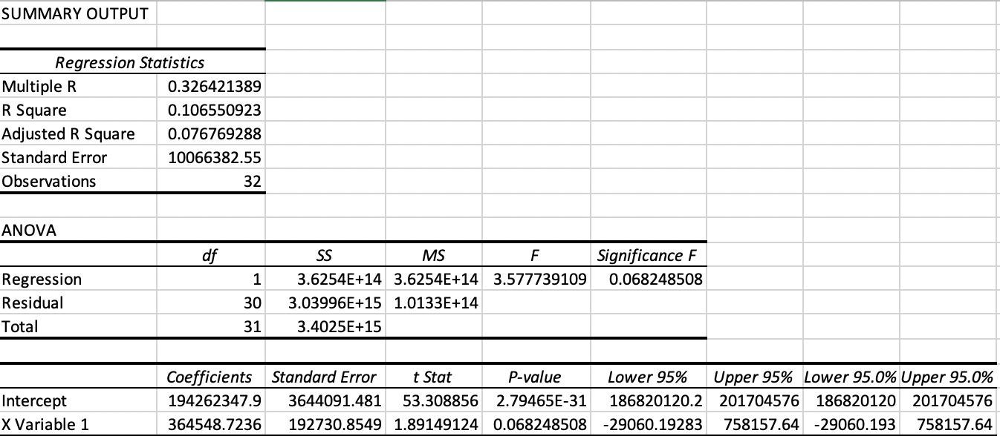 SUMMARY OUTPUT
Regression Statistics
Multiple R 0.326421389
R Square 0.106550923
Adjusted R Square 0.076769288
Standard Error 10066382.55
Observations 32
ANOVA
df SS MS F Significance F
Regression 1 3.6254E+14 3.6254E+14 3.577739109 0.068248508
Residual 30 3.03996E+15 1.0133E+14
Total 31 3.4025E+15
Coefficients Standard Error t Stat P-value Lower 95% Upper 95% Lower 95.0% Upper 95.0%
Intercept 194262347.9 3644091.481 53.308856 2.79465E-31 186820120.2 201704576 186820120 201704576
X Variable 1 364548.7236 192730.8549 1.89149124 0.068248508 -29060.19283 758157.64 -29060.193 758157.64